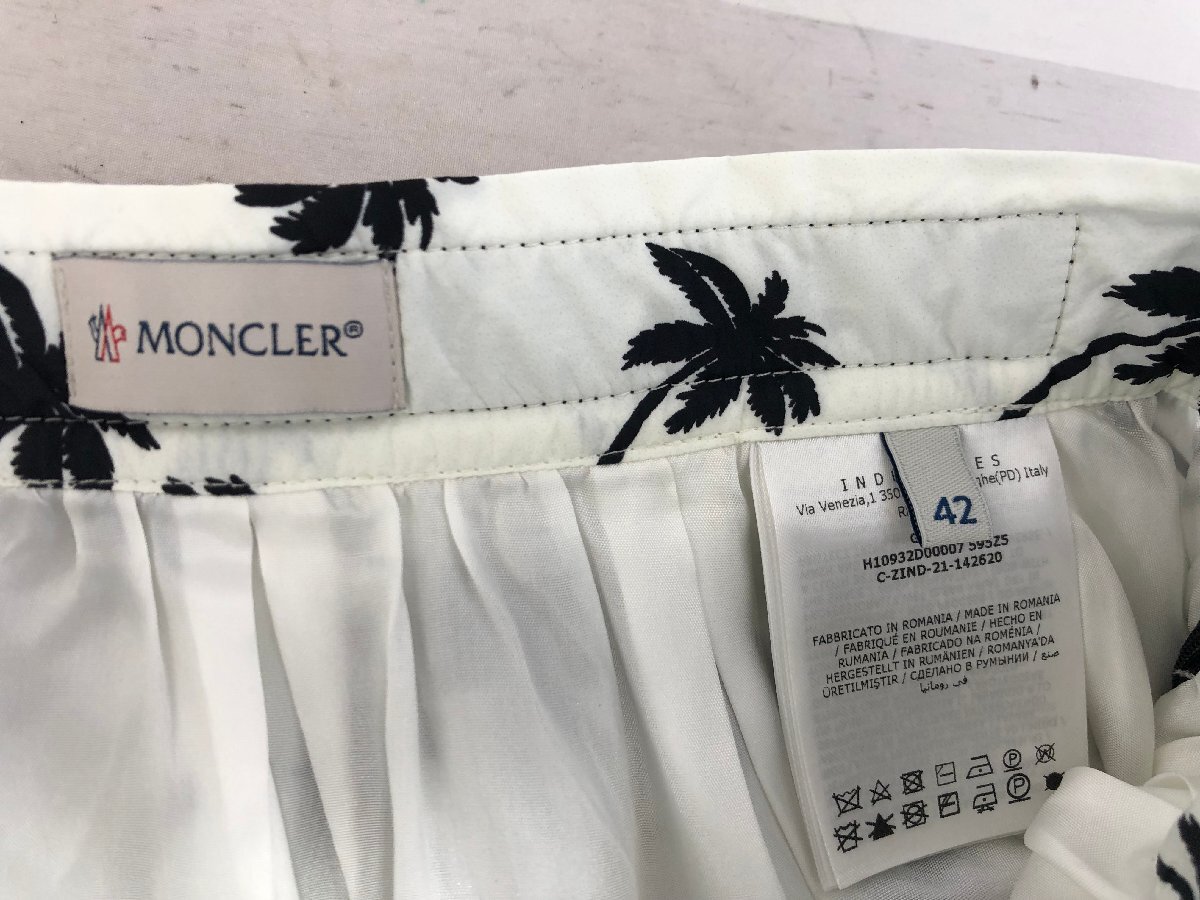 MONCLER®
IND ES
Via Venezia,1 350 ghe(PD) Italy
42
H10932D00007 59525
C-ZIND-21-142620
FABBRICATO IN ROMANIA / MADE IN ROMANIA
/ FABRIQUÉ EN ROUMANIE / HECHO EN
RUMANIA / FABRICADO NA ROMÉNIA /
HERGESTELLT IN RUMÄNIEN / ROMANYA'DA
ÜRETILMIŞTIR / СДЕЛАНО В РУМЫНИИ / صنع
في رومانيا